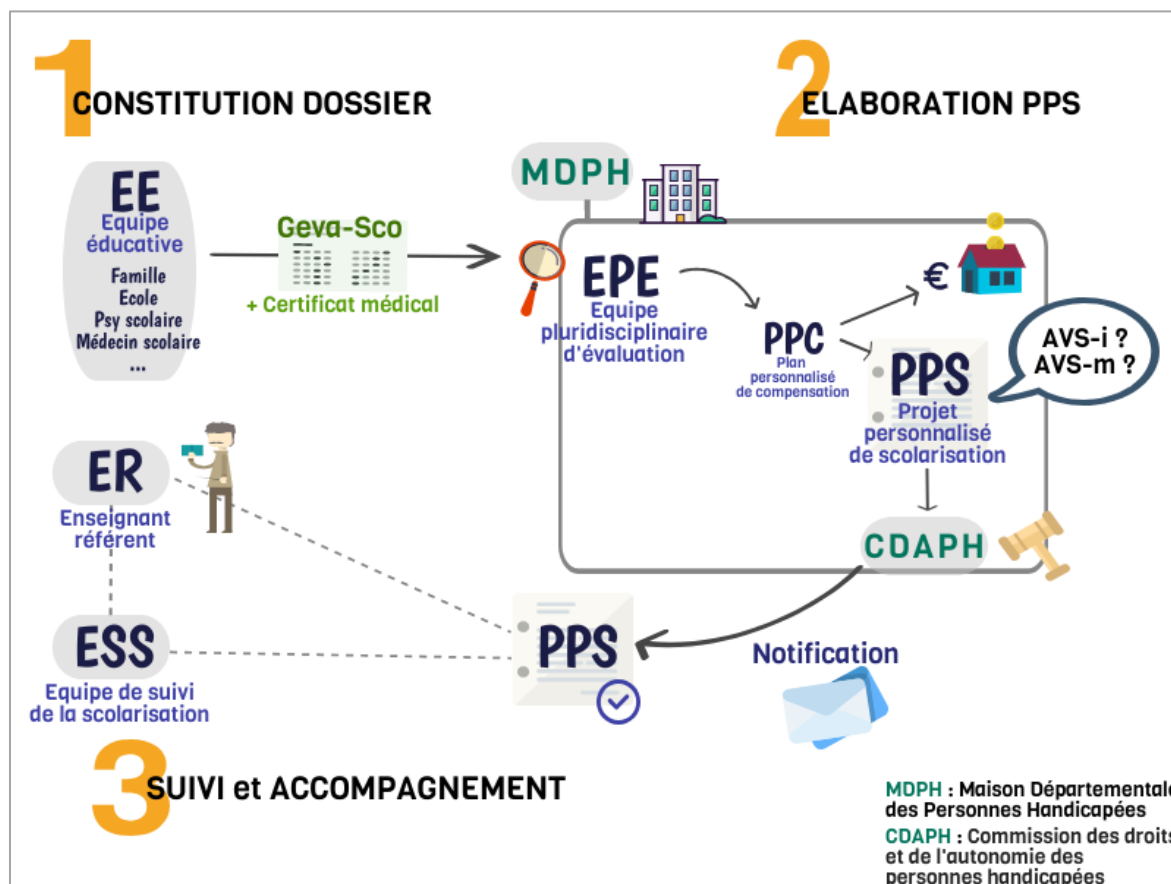 1
CONSTITUTION DOSSIER
2
ELABORATION PPS
EE
Equipe
éducative
Famille
Ecole
Psy scolaire
Médecin scolaire
...
Geva-Sco
+ Certificat médical
MDPH
EPE
Equipe
pluridisciplinaire
d'évaluation
PPC
Plan
personnalisé
de compensation
€
PPS
Projet
personnalisé
de scolarisation
AVS-i ?
AVS-m ?
CDAPH
ER
Enseignant
référent
ESS
Equipe de suivi
de la scolarisation
PPS
Notification
3
SUIVI et ACCOMPAGNEMENT
MDPH : Maison Départementale
des Personnes Handicapées
CDAPH : Commission des droits
et de l'autonomie des
personnes handicapées